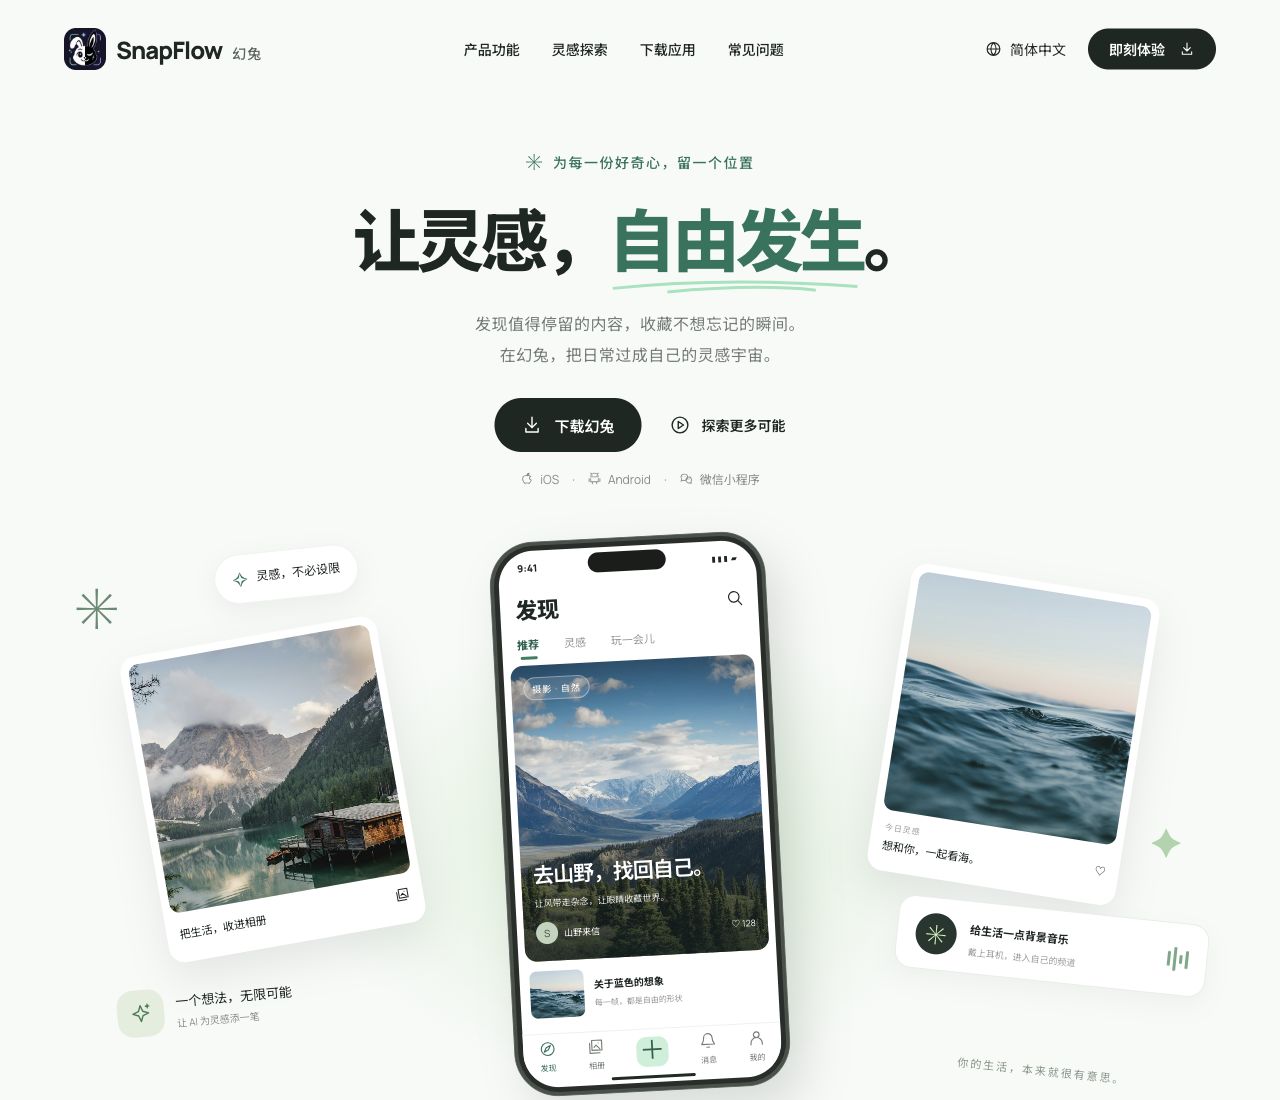 SnapFlow 幻兔
产品功能 灵感探索 下载应用 常见问题
简体中文
即刻体验
为每一份好奇心，留一个位置
让灵感，自由发生。
发现值得停留的内容，收藏不想忘记的瞬间。
在幻兔，把日常过成自己的灵感宇宙。
下载幻兔
探索更多可能
iOS · Android · 微信小程序
灵感，不必设限
把生活，收进相册
一个想法，无限可能
让 AI 为灵感添一笔
9:41
发现
推荐 灵感 玩一会儿
摄影 · 自然
去山野，找回自己。
让风带走杂念，让眼睛收藏世界。
S 山野来信
128
关于蓝色的想象
每一帧，都是自由的形状
发现 相册 消息 我的
今日灵感
想和你，一起看海。
给生活一点背景音乐
戴上耳机，进入自己的频道
你的生活，本来就很有意思。